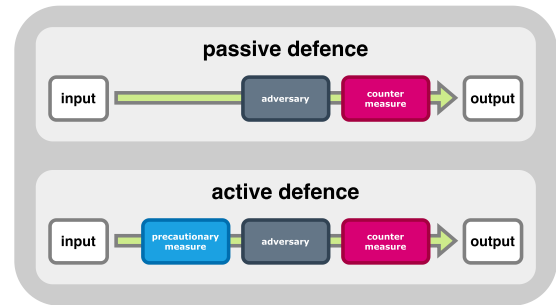 passive defence
input
adversary
counter
measure
output
active defence
input
precautionary
measure
adversary
counter
measure
output